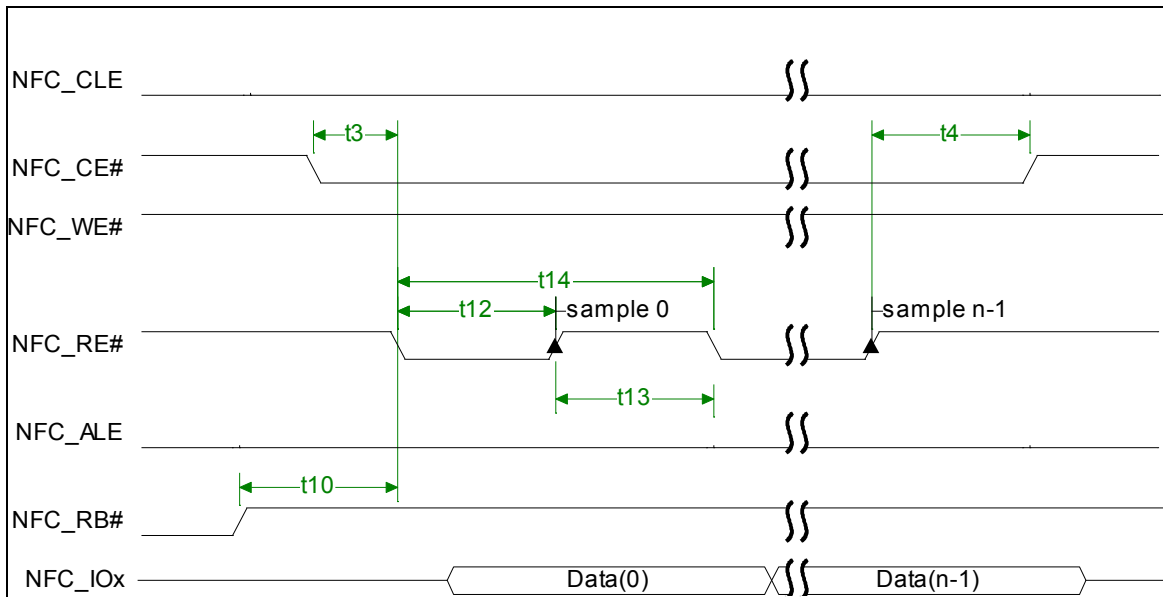 NFC_CLE
t3
t4
NFC_CE#
NFC_WE#
t14
t12
sample 0
sample n-1
NFC_RE#
t13
NFC_ALE
t10
NFC_RB#
NFC_IOx
Data(0)
Data(n-1)